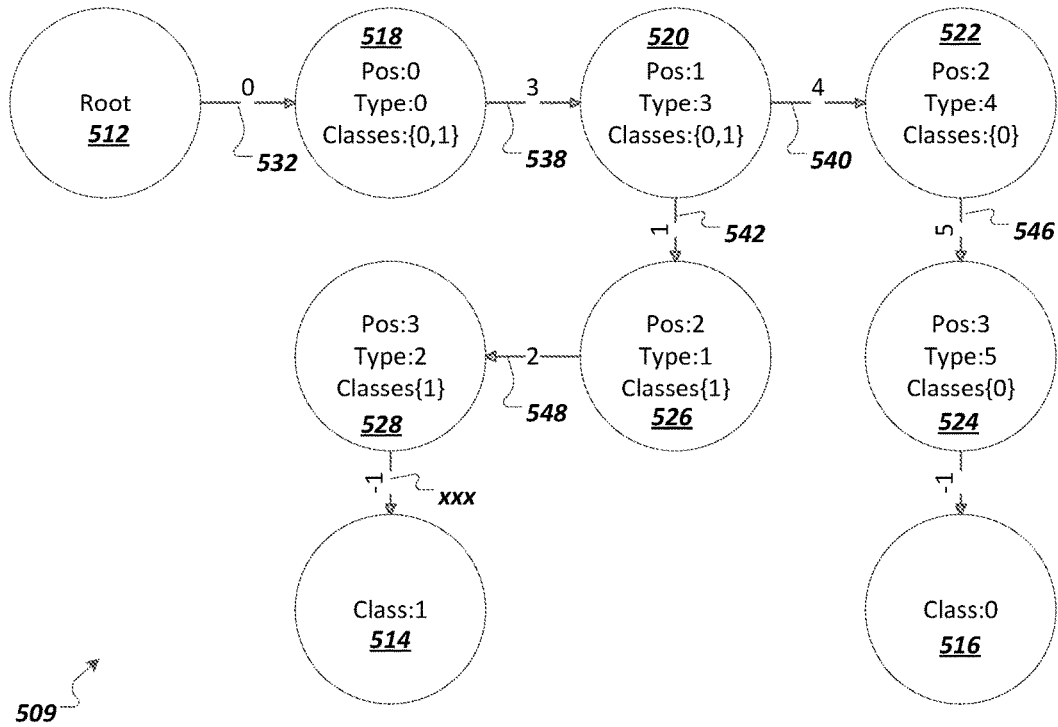 Root
512
0
532
518
Pos:0
Type:0
Classes:{0,1}
3
538
520
Pos:1
Type:3
Classes:{0,1}
4
540
522
Pos:2
Type:4
Classes:{0}
1
542
5
546
Pos:3
Type:2
Classes{1}
528
2
548
Pos:2
Type:1
Classes{1}
526
Pos:3
Type:5
Classes{0}
524
-1
xxx
-1
Class:1
514
Class:0
516
509